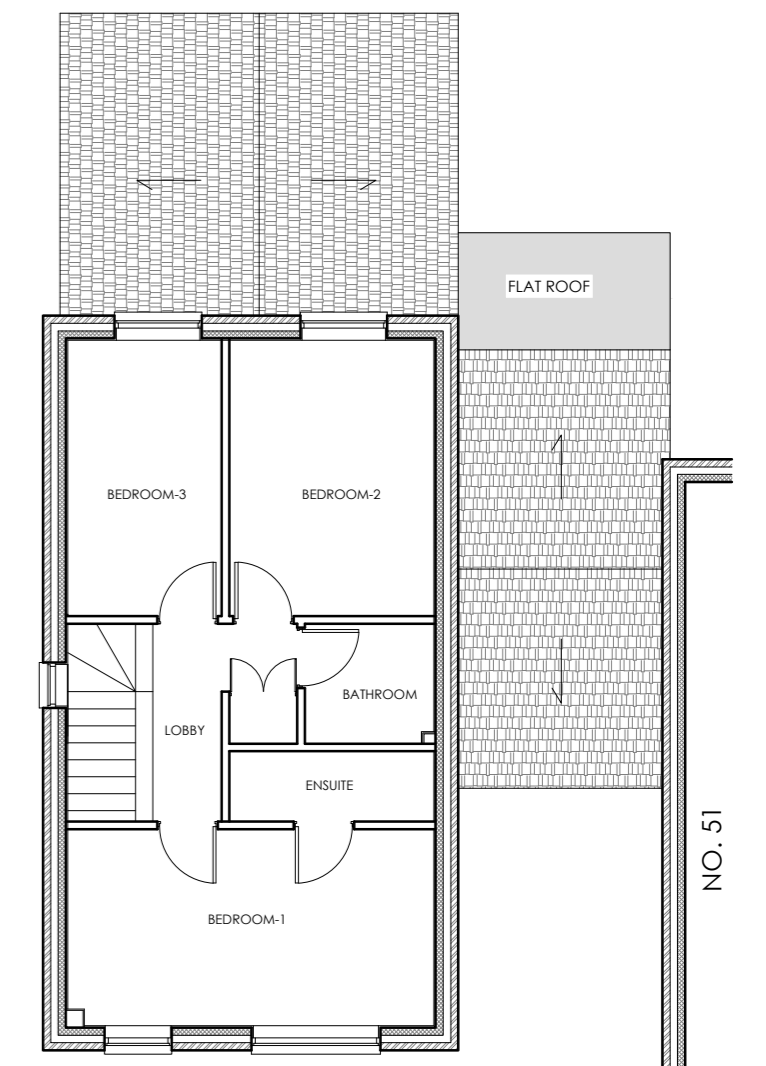 FLAT ROOF
BEDROOM-3
BEDROOM-2
BATHROOM
LOBBY
ENSUITE
NO. 51
BEDROOM-1